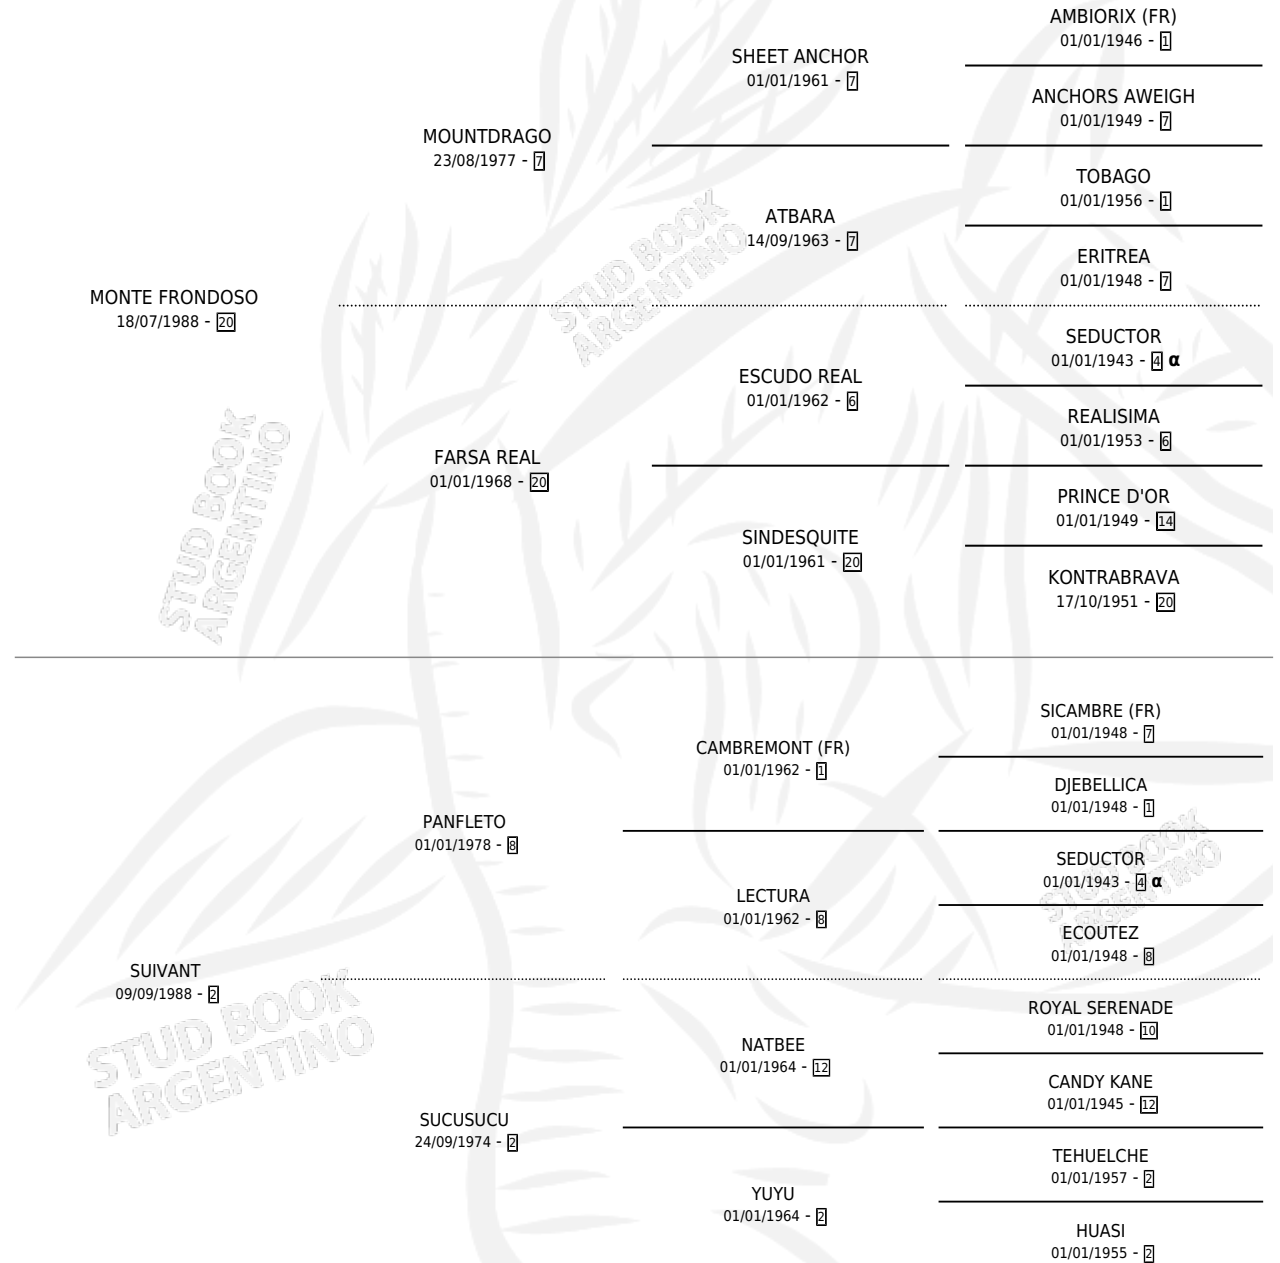 AMBIORIX (FR)
01/01/1946 - 1
SHEET ANCHOR
01/01/1961 - 7
ANCHORS AWEIGH
01/01/1949 - 7
MOUNTDRAGO
23/08/1977 - 7
TOBAGO
01/01/1956 - 1
ATBARA
14/09/1963 - 7
ERITREA
01/01/1948 - 7
MONTE FRONDOSO
18/07/1988 - 20
SEDUCTOR
01/01/1943 - 4 α
ESCUDO REAL
01/01/1962 - 6
REALISIMA
01/01/1953 - 6
FARSA REAL
01/01/1968 - 20
PRINCE D'OR
01/01/1949 - 14
SINDESQUITE
01/01/1961 - 20
KONTRABRAVA
17/10/1951 - 20
STUD BOOK
ARGENTINO
STUD BOOK
ARGENTINO
SICAMBRE (FR)
01/01/1948 - 7
CAMBREMONT (FR)
01/01/1962 - 1
DJEBELLICA
01/01/1948 - 1
PANFLETO
01/01/1978 - 8
SEDUCTOR
01/01/1943 - 4 α
LECTURA
01/01/1962 - 8
ECOUTEZ
01/01/1948 - 8
SUIVANT
09/09/1988 - 2
ROYAL SERENADE
01/01/1948 - 10
NATBEE
01/01/1964 - 12
CANDY KANE
01/01/1945 - 12
SUCUSUCU
24/09/1974 - 2
TEHUELCHE
01/01/1957 - 2
YUYU
01/01/1964 - 2
HUASI
01/01/1955 - 2
STUD BOOK
ARGENTINO
STUD BOOK
ARGENTINO